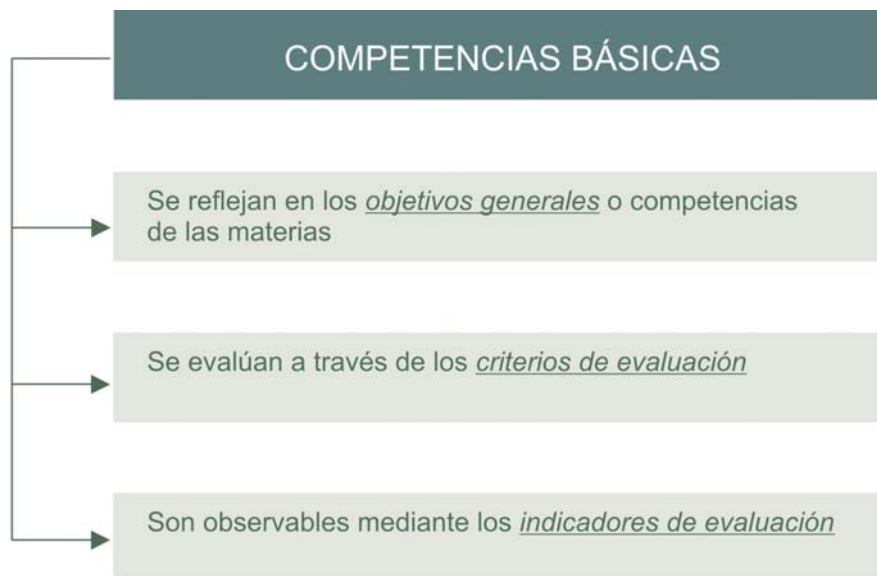 COMPETENCIAS BÁSICAS
Se reflejan en los objetivos generales o competencias
de las materias
Se evalúan a través de los criterios de evaluación
Son observables mediante los indicadores de evaluación